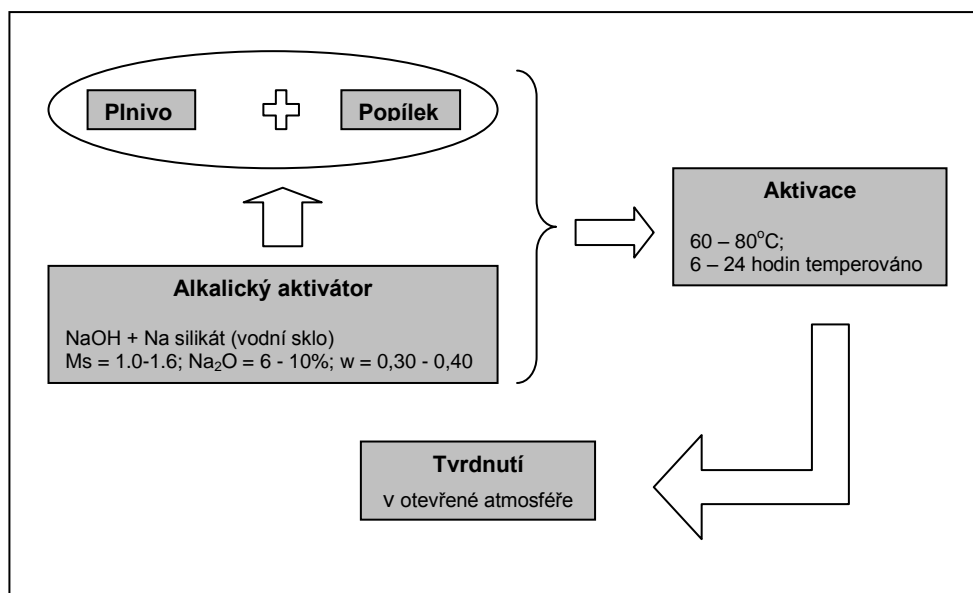 Plnivo
Popílek
Aktivace
60 – 80°C;
6 – 24 hodin temperováno
Alkalický aktivátor
NaOH + Na silikát (vodní sklo)
Ms = 1.0-1.6; Na₂O = 6 - 10%; w = 0,30 - 0,40
Tvrdnutí
v otevřené atmosféře